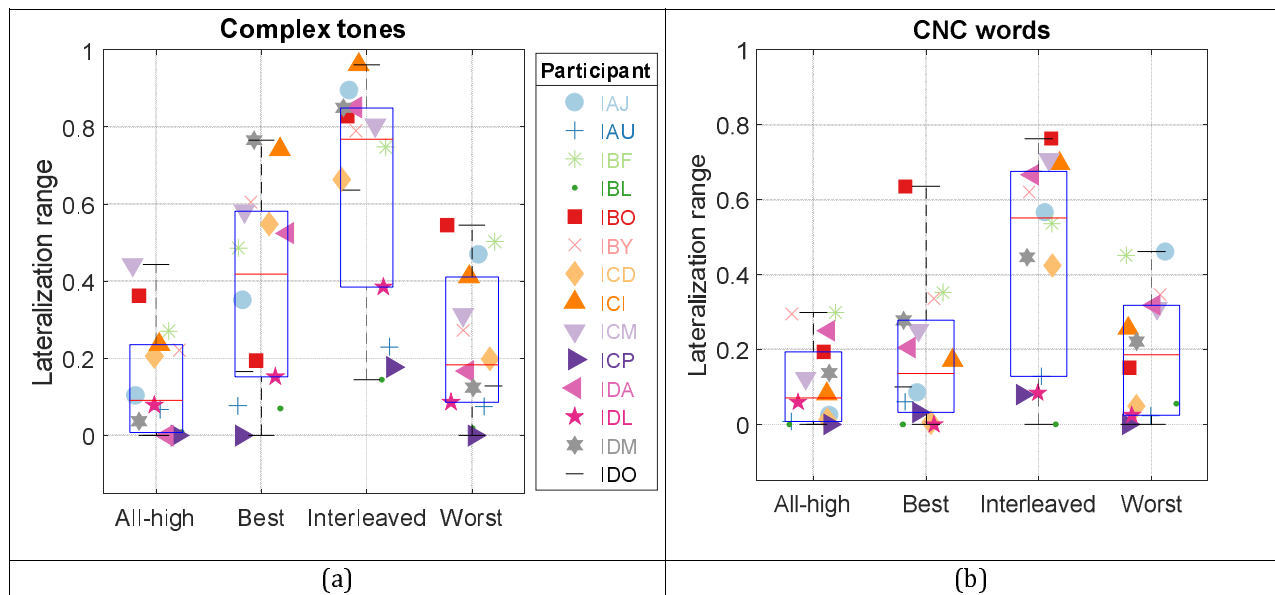 Complex tones
Lateralization range
1
0.8
0.6
0.4
0.2
0
All-high Best Interleaved Worst
Participant
IAJ
IAU
IBF
IBL
IBO
IBY
ICD
ICI
ICM
ICP
IDA
IDL
IDM
IDO
(a)
CNC words
Lateralization range
1
0.8
0.6
0.4
0.2
0
All-high Best Interleaved Worst
(b)